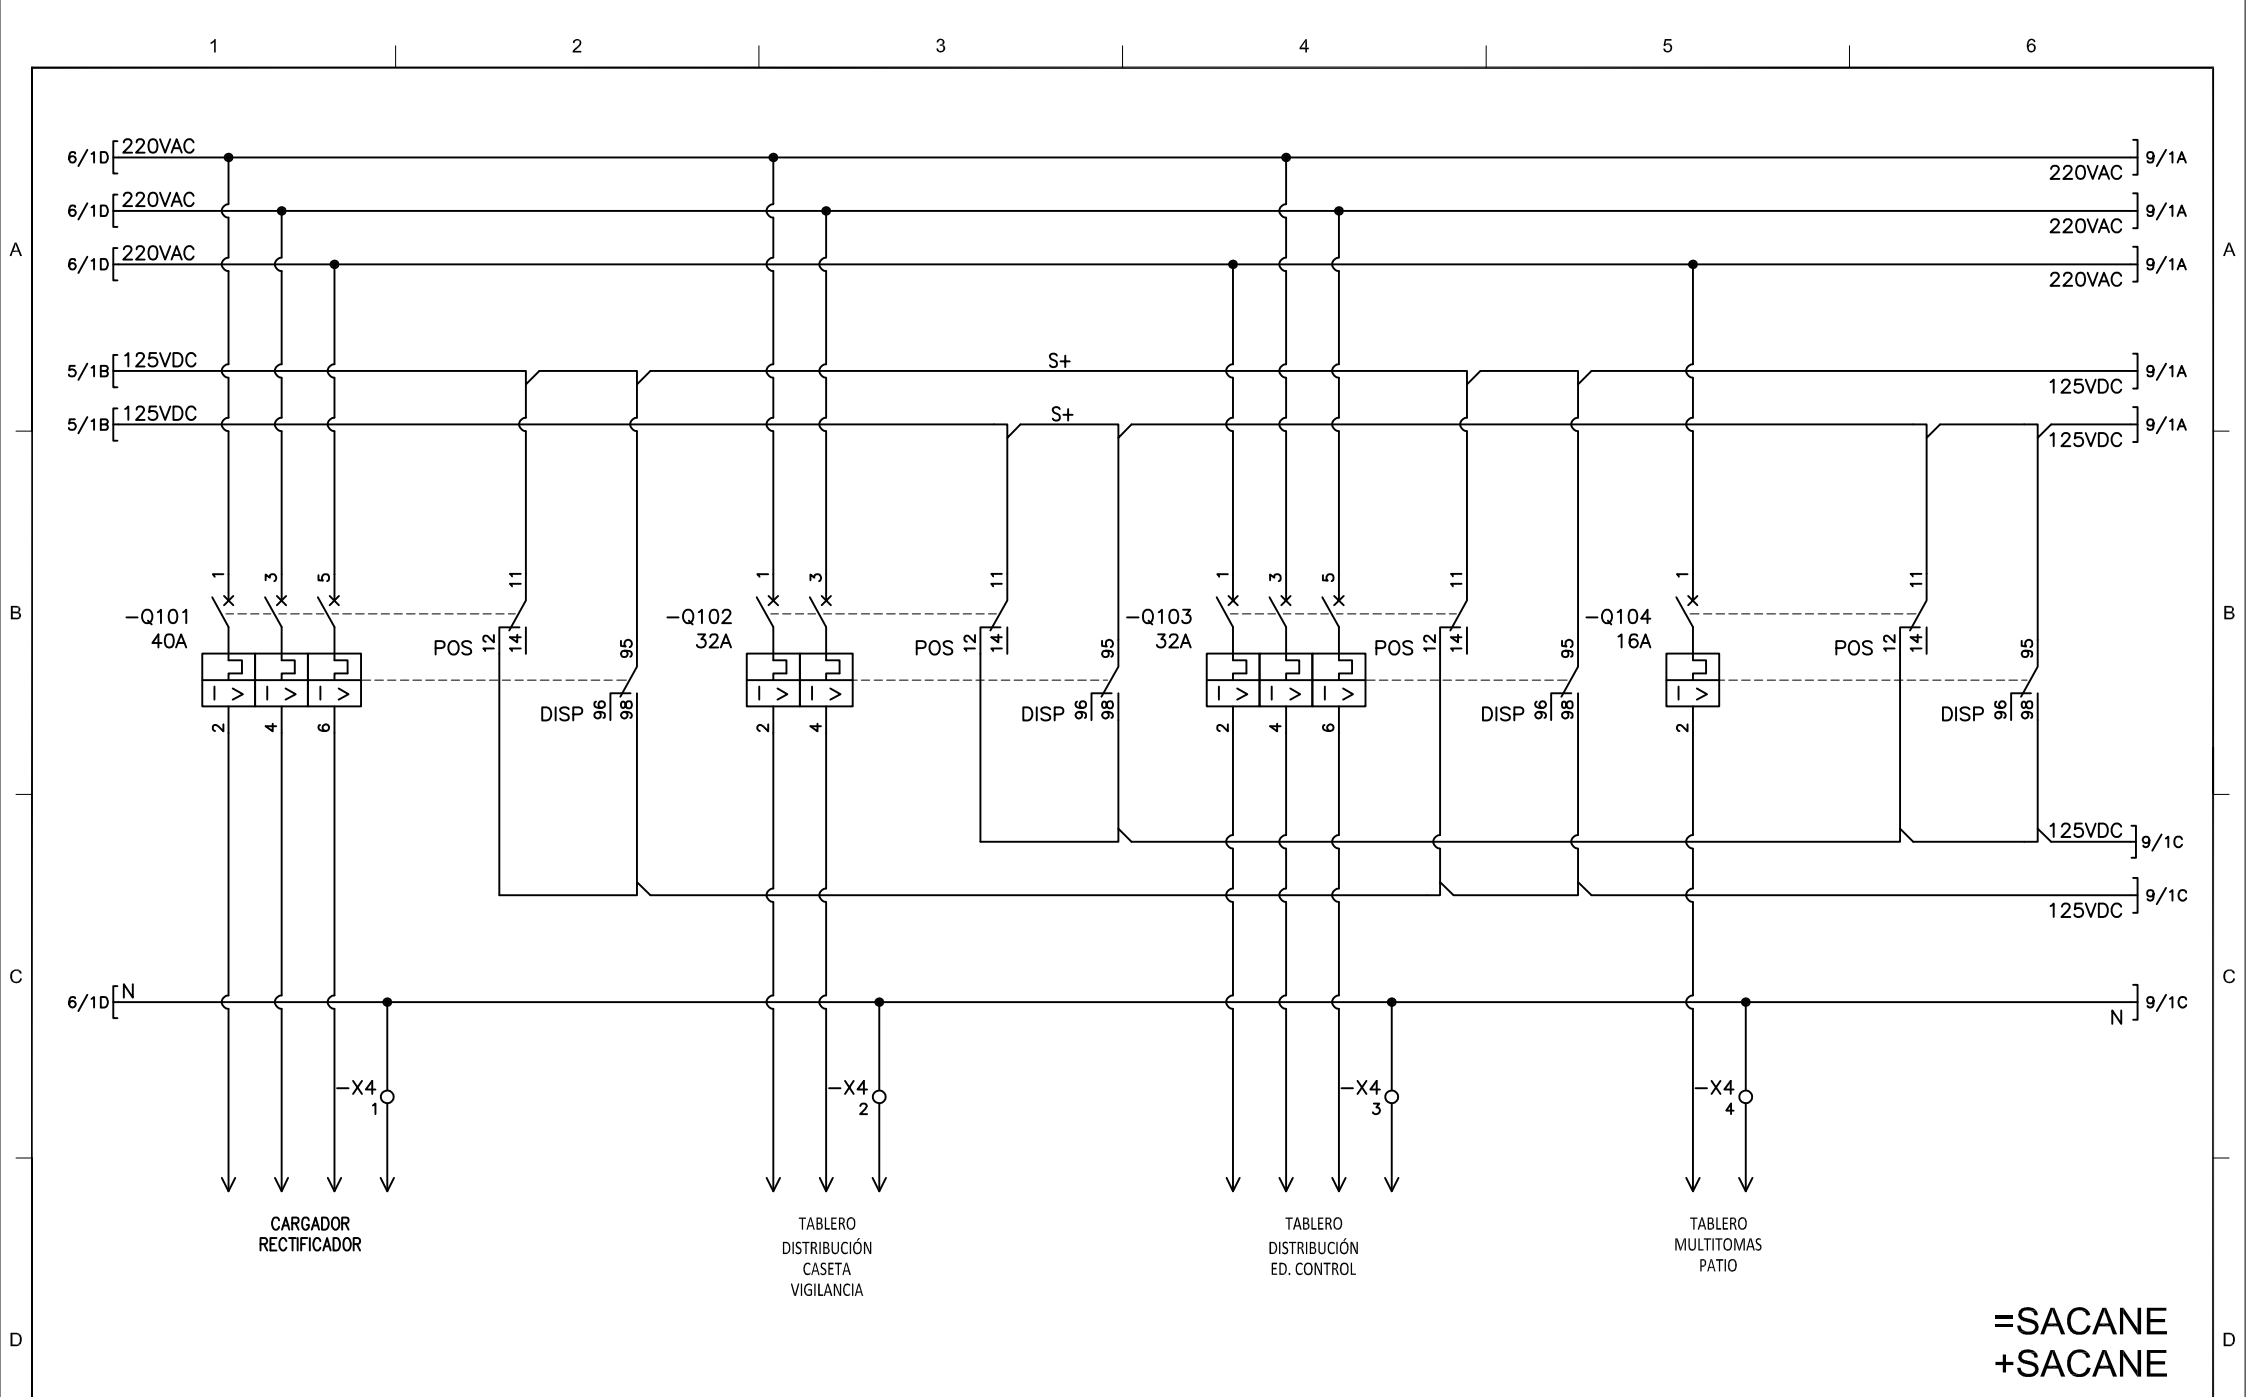 1 2 3 4 5 6
6/1D 220VAC 9/1A
220VAC
6/1D 220VAC 9/1A
220VAC
A A
6/1D 220VAC 9/1A
220VAC
5/1B 125VDC S+ 9/1A
125VDC
5/1B 125VDC S+ 9/1A
125VDC
1 3 5 11 1 3 11 1 3 5 11 1 11
B B
-Q101 -Q102 -Q103 -Q104
40A 32A 32A 16A
POS 12 14 95 POS 12 14 95 POS 12 14 95 POS 12 14 95
I > I > I > I > I > I > I > I > I >
DISP 96 98 DISP 96 98 DISP 96 98 DISP 96 98
2 4 6 2 4 2 4 6 2
125VDC 9/1C
9/1C
125VDC
C C
6/1D N 9/1C
N
-X4 -X4 -X4 -X4
1 2 3 4
CARGADOR
RECTIFICADOR
TABLERO
DISTRIBUCIÓN
CASETA
VIGILANCIA
TABLERO
DISTRIBUCIÓN
ED. CONTROL
TABLERO
MULTITOMAS
PATIO
=SACANE
+SACANE
D D